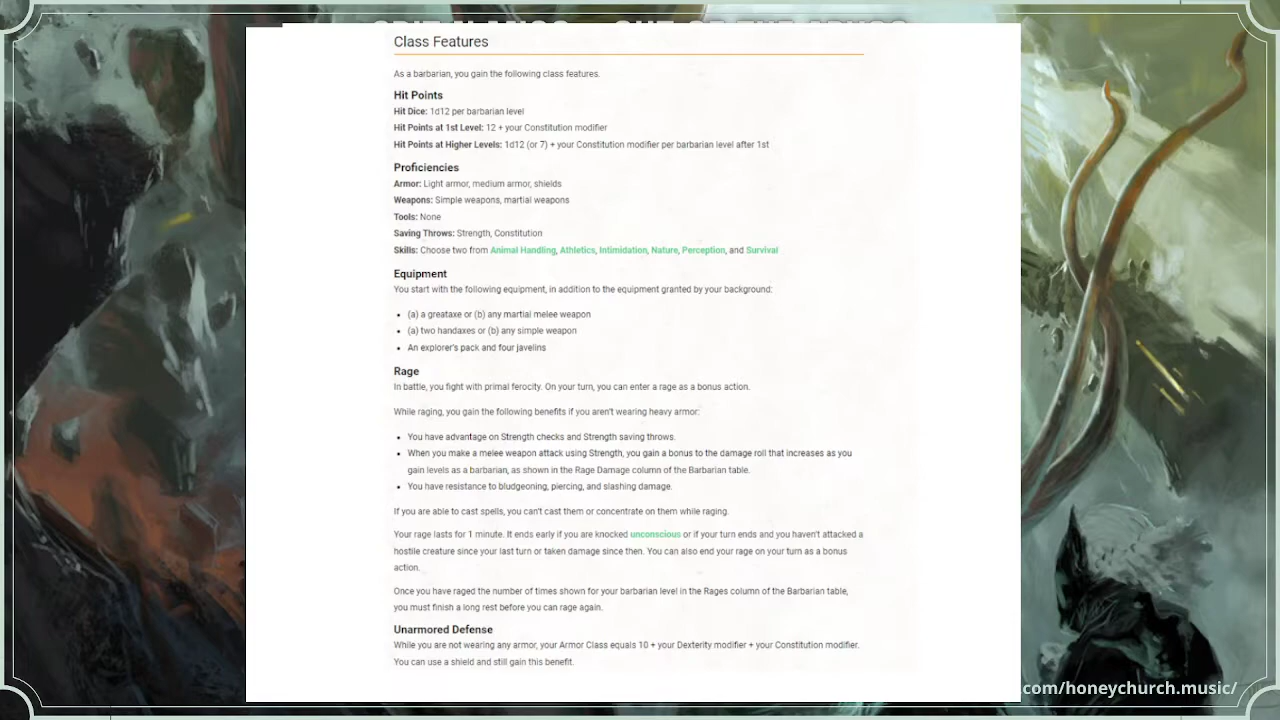 Class Features
As a barbarian, you gain the following class features.
Hit Points
Hit Dice: 1d12 per barbarian level
Hit Points at 1st Level: 12 + your Constitution modifier
Hit Points at Higher Levels: 1d12 (or 7) + your Constitution modifier per barbarian level after 1st
Proficiencies
Armor: Light armor, medium armor, shields
Weapons: Simple weapons, martial weapons
Tools: None
Saving Throws: Strength, Constitution
Skills: Choose two from Animal Handling, Athletics, Intimidation, Nature, Perception, and Survival
Equipment
You start with the following equipment, in addition to the equipment granted by your background:
• (a) a greataxe or (b) any martial melee weapon
• (a) two handaxes or (b) any simple weapon
• An explorer's pack and four javelins
Rage
In battle, you fight with primal ferocity. On your turn, you can enter a rage as a bonus action.
While raging, you gain the following benefits if you aren't wearing heavy armor:
• You have advantage on Strength checks and Strength saving throws.
• When you make a melee weapon attack using Strength, you gain a bonus to the damage roll that increases as you
gain levels as a barbarian, as shown in the Rage Damage column of the Barbarian table.
• You have resistance to bludgeoning, piercing, and slashing damage.
If you are able to cast spells, you can't cast them or concentrate on them while raging.
Your rage lasts for 1 minute. It ends early if you are knocked unconscious or if your turn ends and you haven't attacked a
hostile creature since your last turn or taken damage since then. You can also end your rage on your turn as a bonus
action.
Once you have raged the number of times shown for your barbarian level in the Rages column of the Barbarian table,
you must finish a long rest before you can rage again.
Unarmored Defense
While you are not wearing any armor, your Armor Class equals 10 + your Dexterity modifier + your Constitution modifier.
You can use a shield and still gain this benefit.
.com/honeychurch.music/